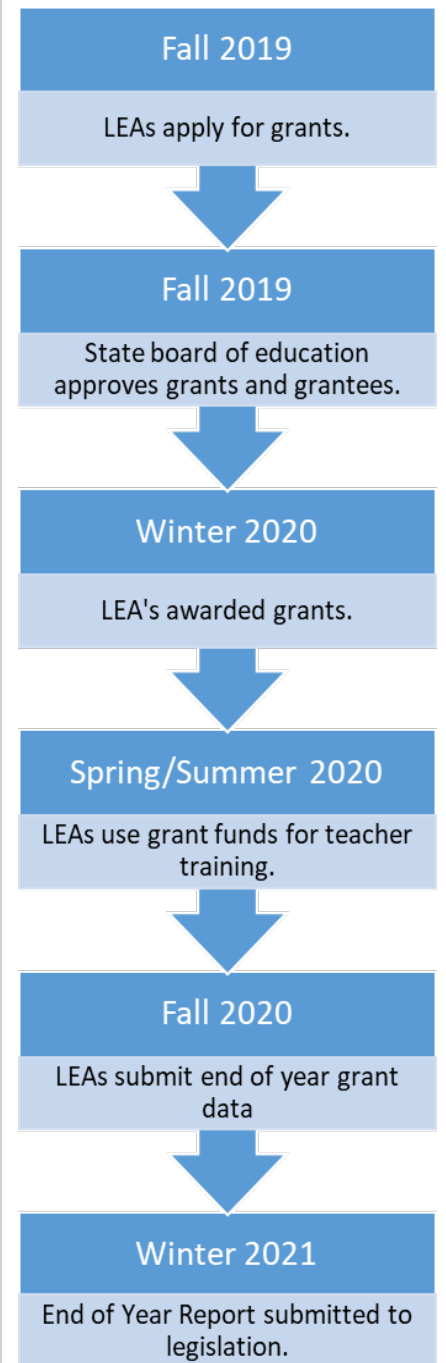 Fall 2019
LEAs apply for grants.
Fall 2019
State board of education
approves grants and grantees.
Winter 2020
LEA's awarded grants.
Spring/Summer 2020
LEAs use grant funds for teacher
training.
Fall 2020
LEAs submit end of year grant
data
Winter 2021
End of Year Report submitted to
legislation.